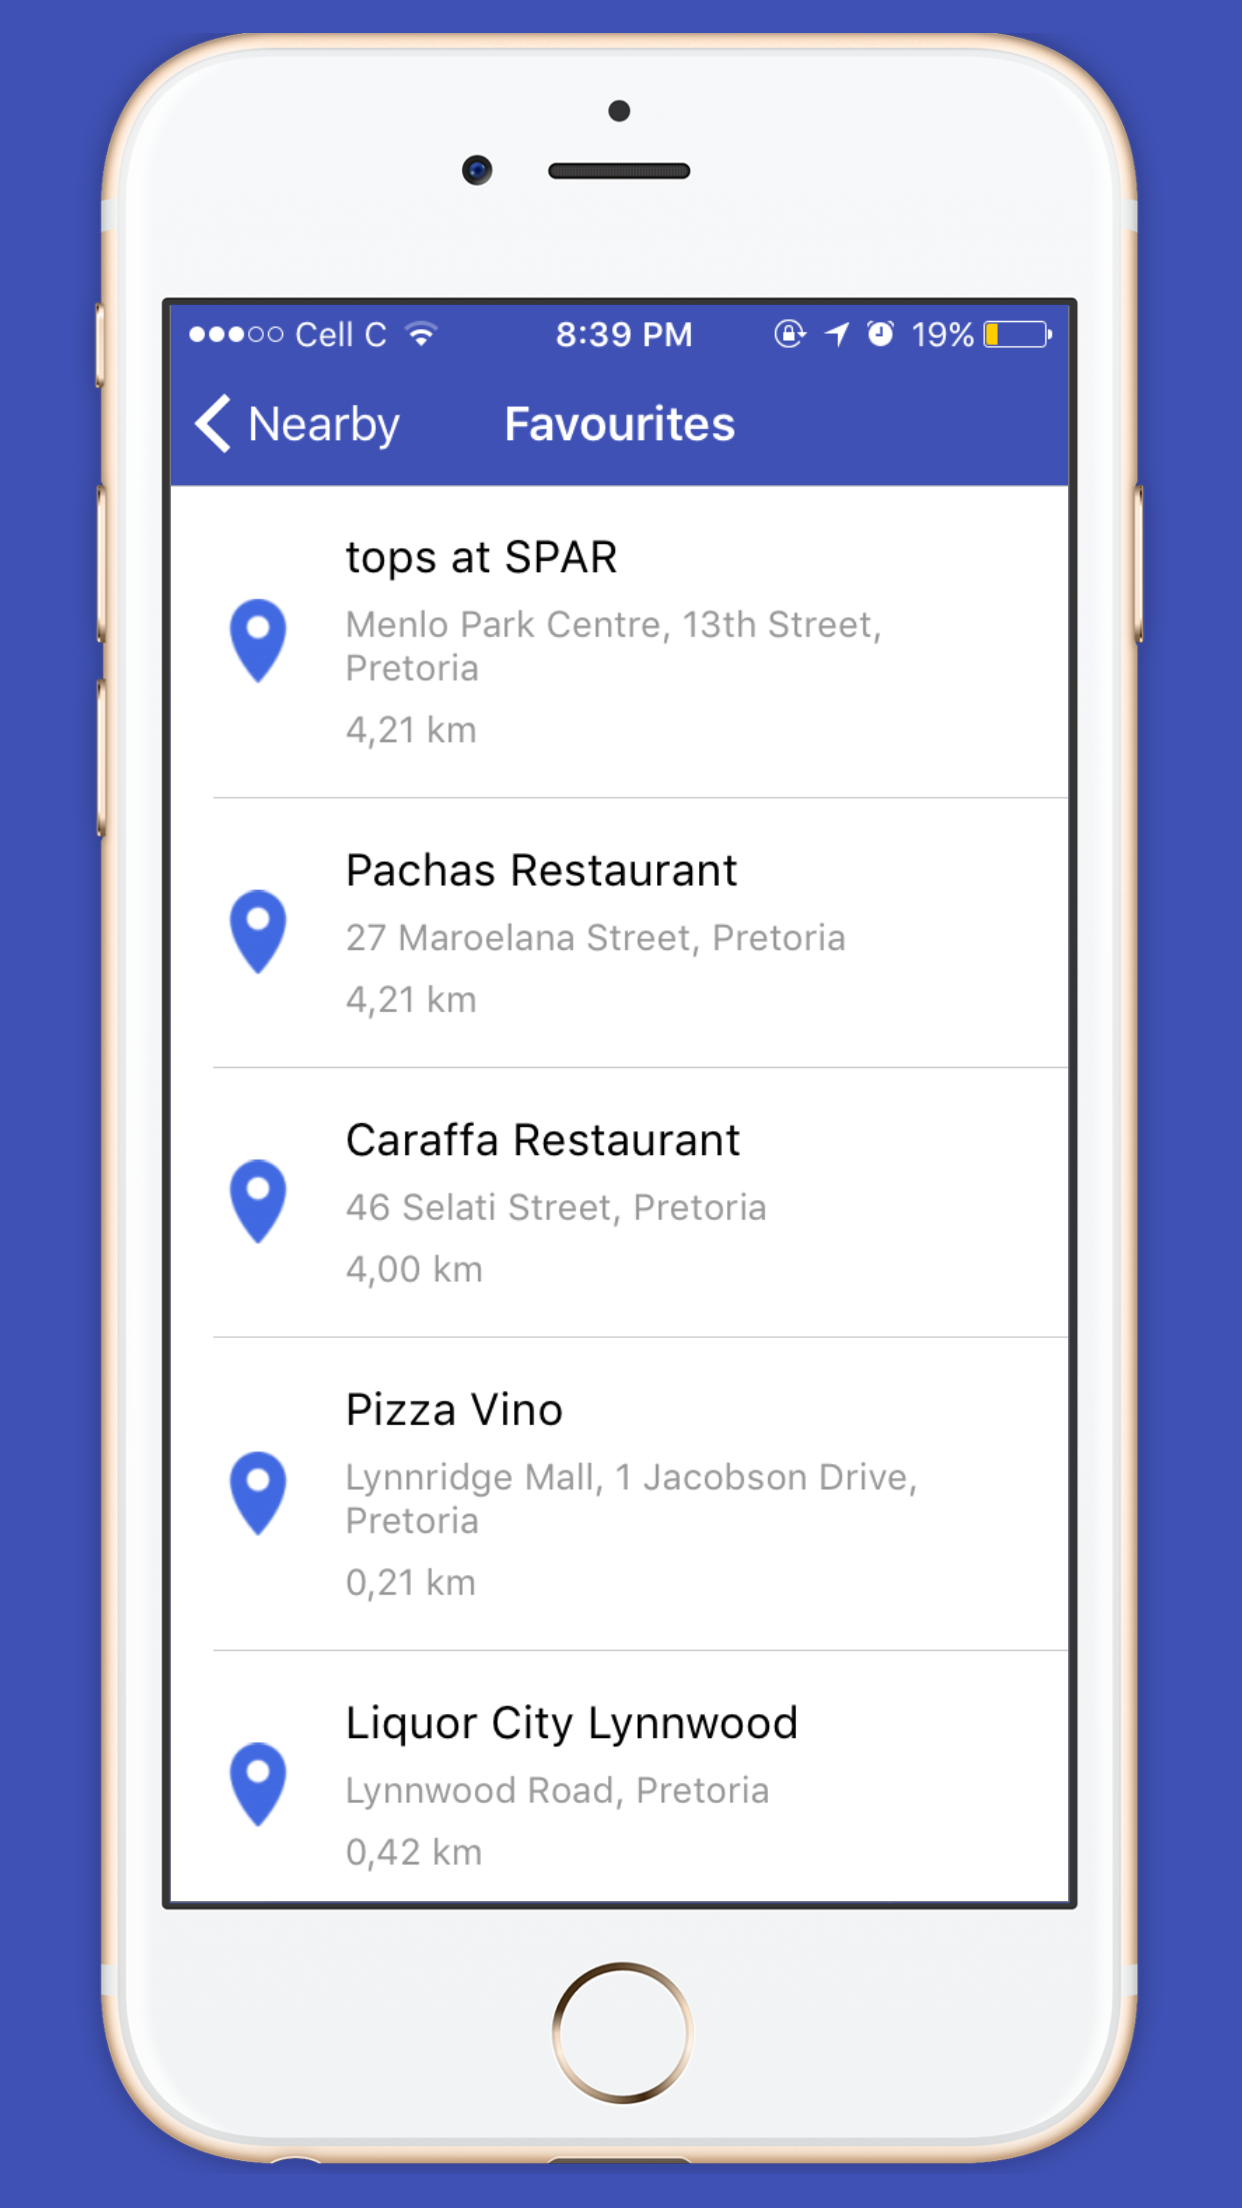 Cell C 8:39 PM 19%
Nearby Favourites
tops at SPAR
Menlo Park Centre, 13th Street,
Pretoria
4,21 km
Pachas Restaurant
27 Maroelana Street, Pretoria
4,21 km
Caraffa Restaurant
46 Selati Street, Pretoria
4,00 km
Pizza Vino
Lynnridge Mall, 1 Jacobson Drive,
Pretoria
0,21 km
Liquor City Lynnwood
Lynnwood Road, Pretoria
0,42 km